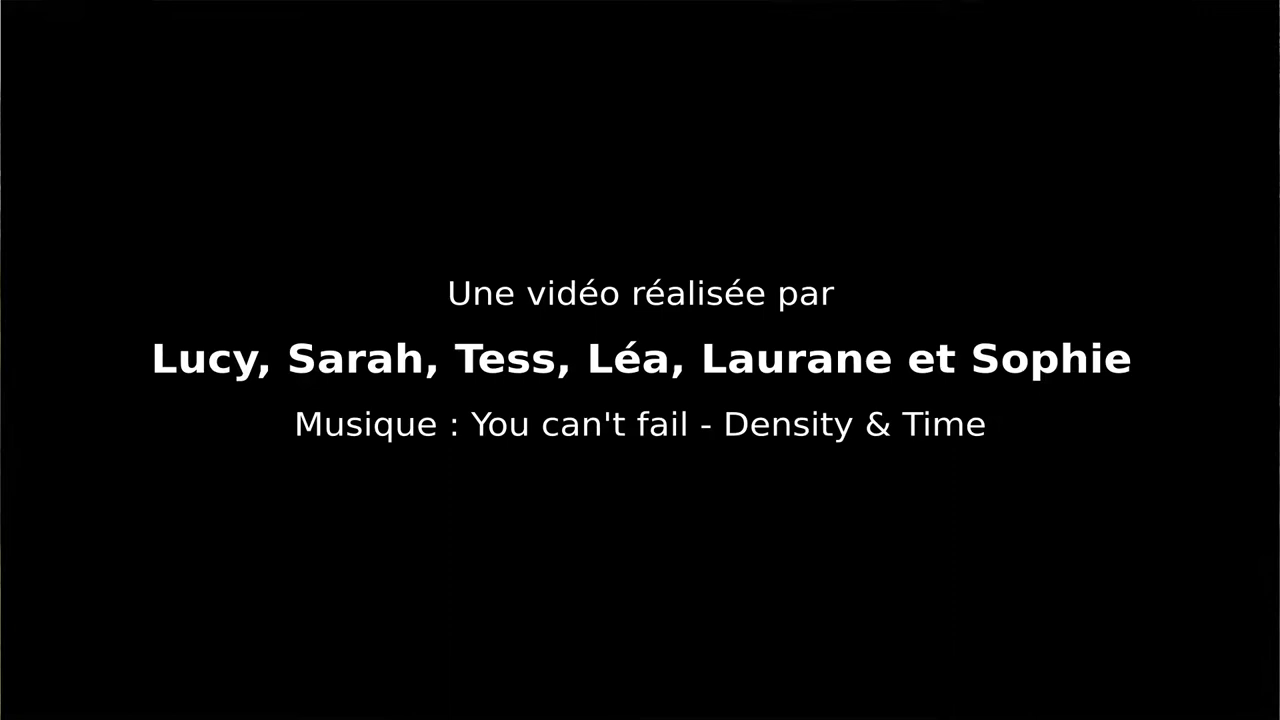 Une vidéo réalisée par
Lucy, Sarah, Tess, Léa, Laurane et Sophie
Musique : You can't fail - Density & Time